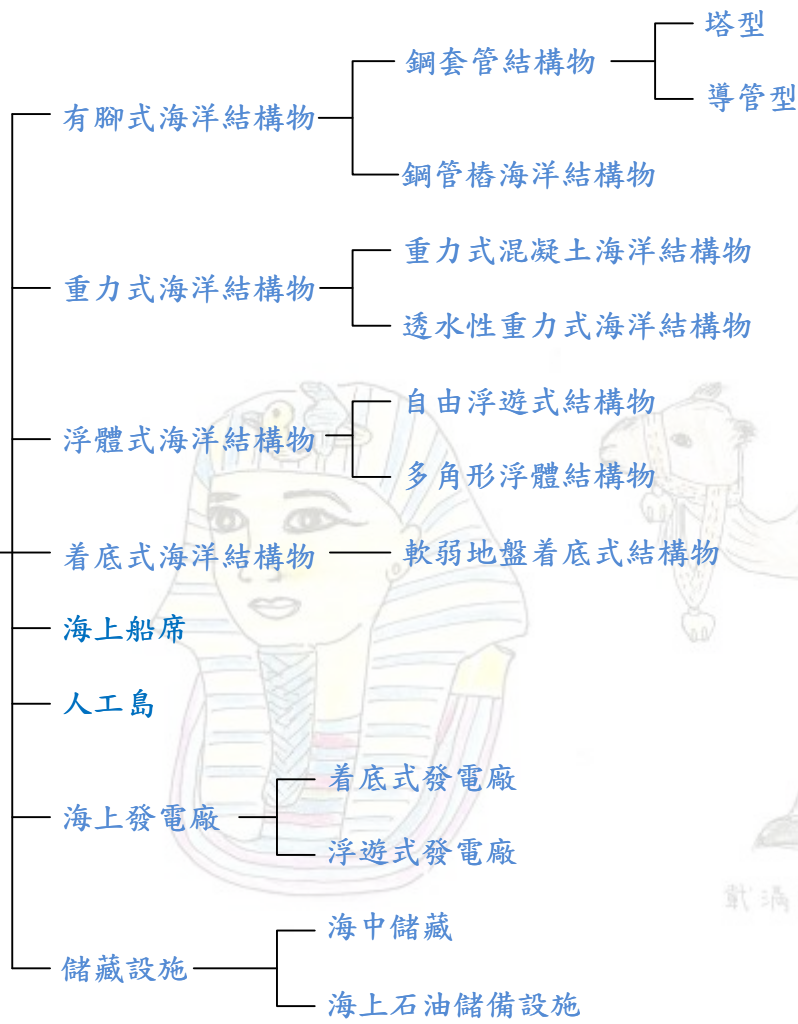 塔型
鋼套管結構物
導管型
有腳式海洋結構物
鋼管樁海洋結構物
重力式混凝土海洋結構物
重力式海洋結構物
透水性重力式海洋結構物
自由浮遊式結構物
浮體式海洋結構物
多角形浮體結構物
着底式海洋結構物
軟弱地盤着底式結構物
海上船席
人工島
着底式發電廠
海上發電廠
浮遊式發電廠
海中儲藏
儲藏設施
海上石油儲備設施